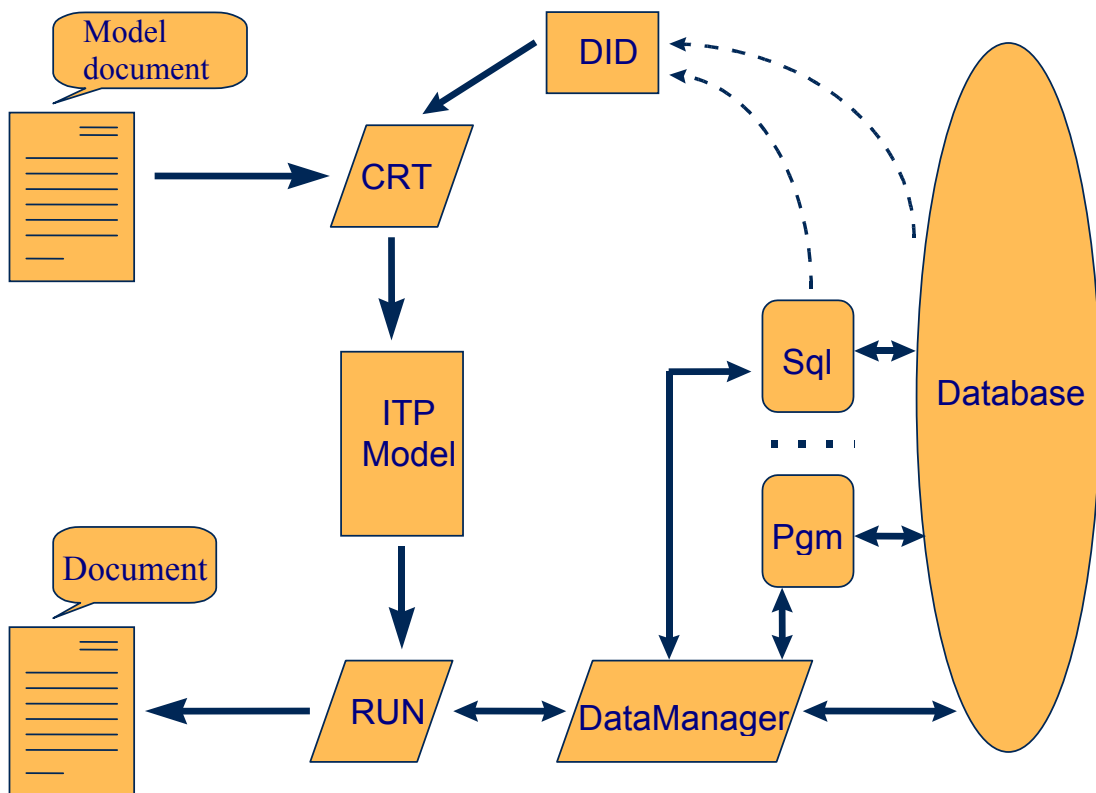 Model
document
DID
CRT
ITP
Model
Sql
Database
Pgm
Document
RUN
DataManager